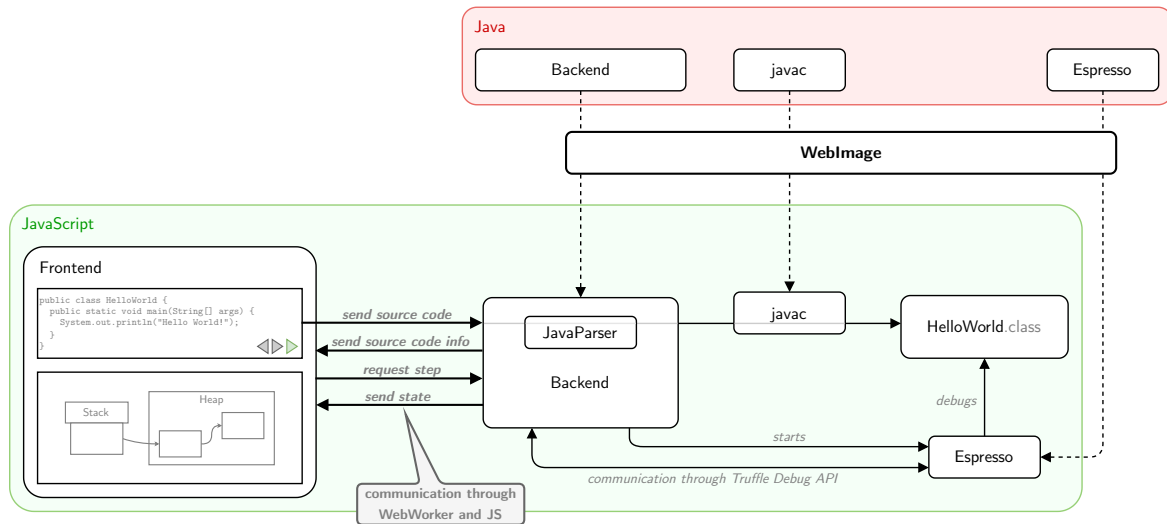 Java
Backend
javac
Espresso
WebImage
JavaScript
Frontend
public class HelloWorld {
public static void main(String[] args) {
System.out.println("Hello World!");
}
}
Stack
Heap
send source code
send source code info
request step
send state
communication through
WebWorker and JS
JavaParser
Backend
javac
HelloWorld.class
debugs
starts
Espresso
communication through Truffle Debug API